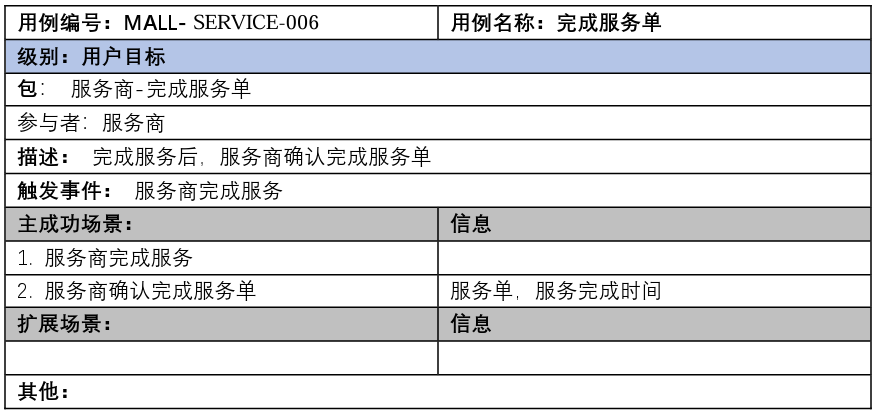 用例编号：MALL- SERVICE-006 用例名称：完成服务单
级别：用户目标
包： 服务商-完成服务单
参与者：服务商
描述： 完成服务后，服务商确认完成服务单
触发事件： 服务商完成服务
主成功场景： 信息
1. 服务商完成服务
2. 服务商确认完成服务单 服务单，服务完成时间
扩展场景： 信息
其他：